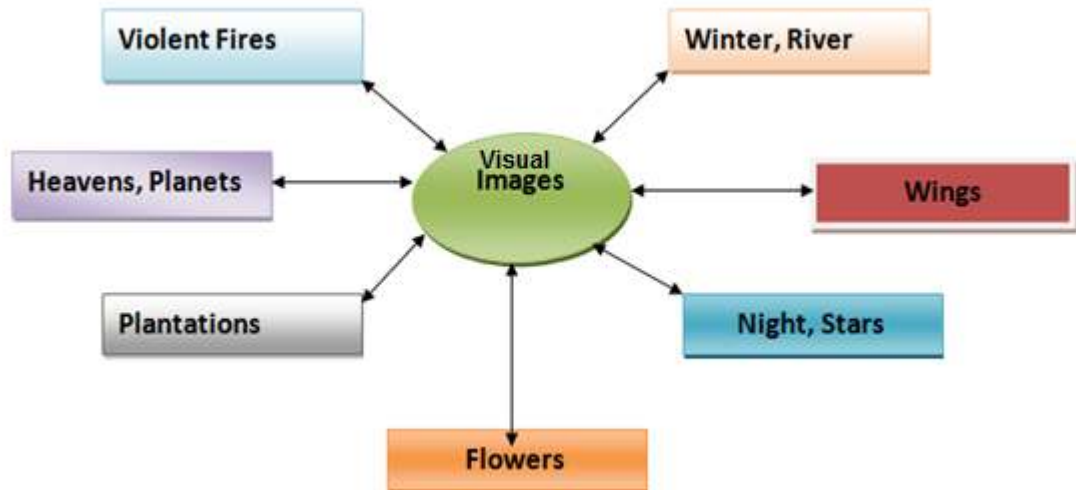 Violent Fires
Winter, River
Visual
Images
Heavens, Planets
Wings
Plantations
Night, Stars
Flowers